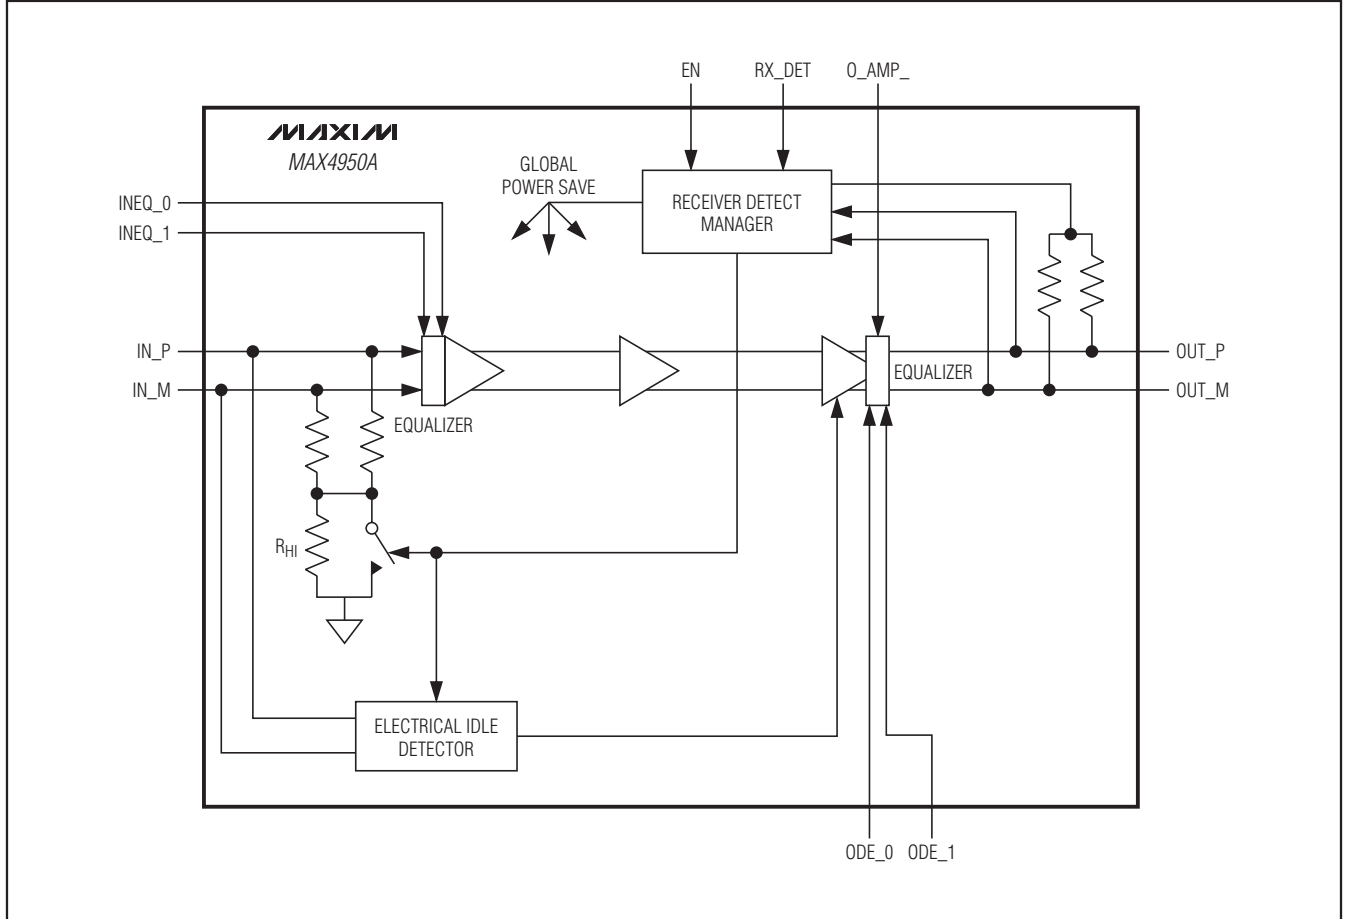 EN
RX_DET
O_AMP_
MAXIM
MAX4950A
GLOBAL
POWER SAVE
RECEIVER DETECT
MANAGER
INEQ_0
INEQ_1
IN_P
IN_M
EQUALIZER
EQUALIZER
OUT_P
OUT_M
RHI
ELECTRICAL IDLE
DETECTOR
ODE_0
ODE_1